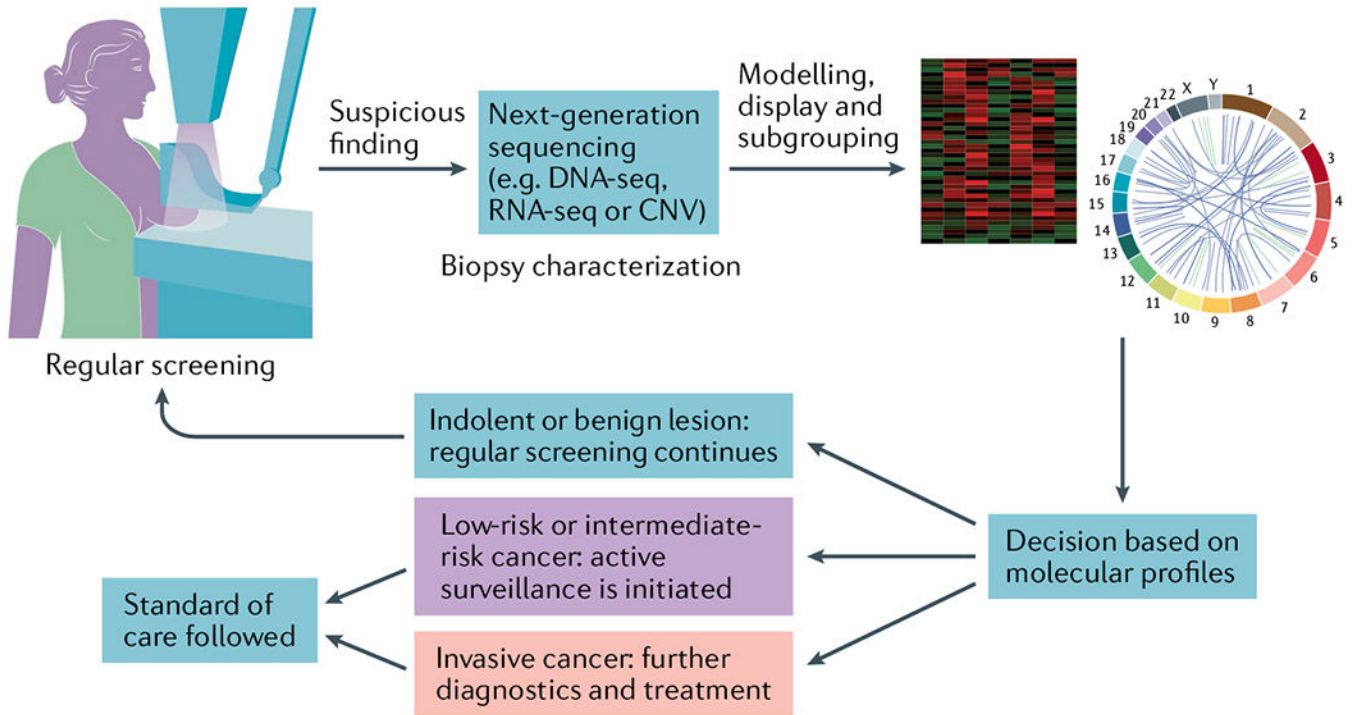 Suspicious
finding
Next-generation
sequencing
(e.g. DNA-seq,
RNA-seq or CNV)
Biopsy characterization
Modelling,
display and
subgrouping
1
2
3
4
5
6
7
8
9
10
11
12
13
14
15
16
17
18
19
20
21
22
X
Y
Regular screening
Indolent or benign lesion:
regular screening continues
Low-risk or intermediate-
risk cancer: active
surveillance is initiated
Invasive cancer: further
diagnostics and treatment
Decision based on
molecular profiles
Standard of
care followed